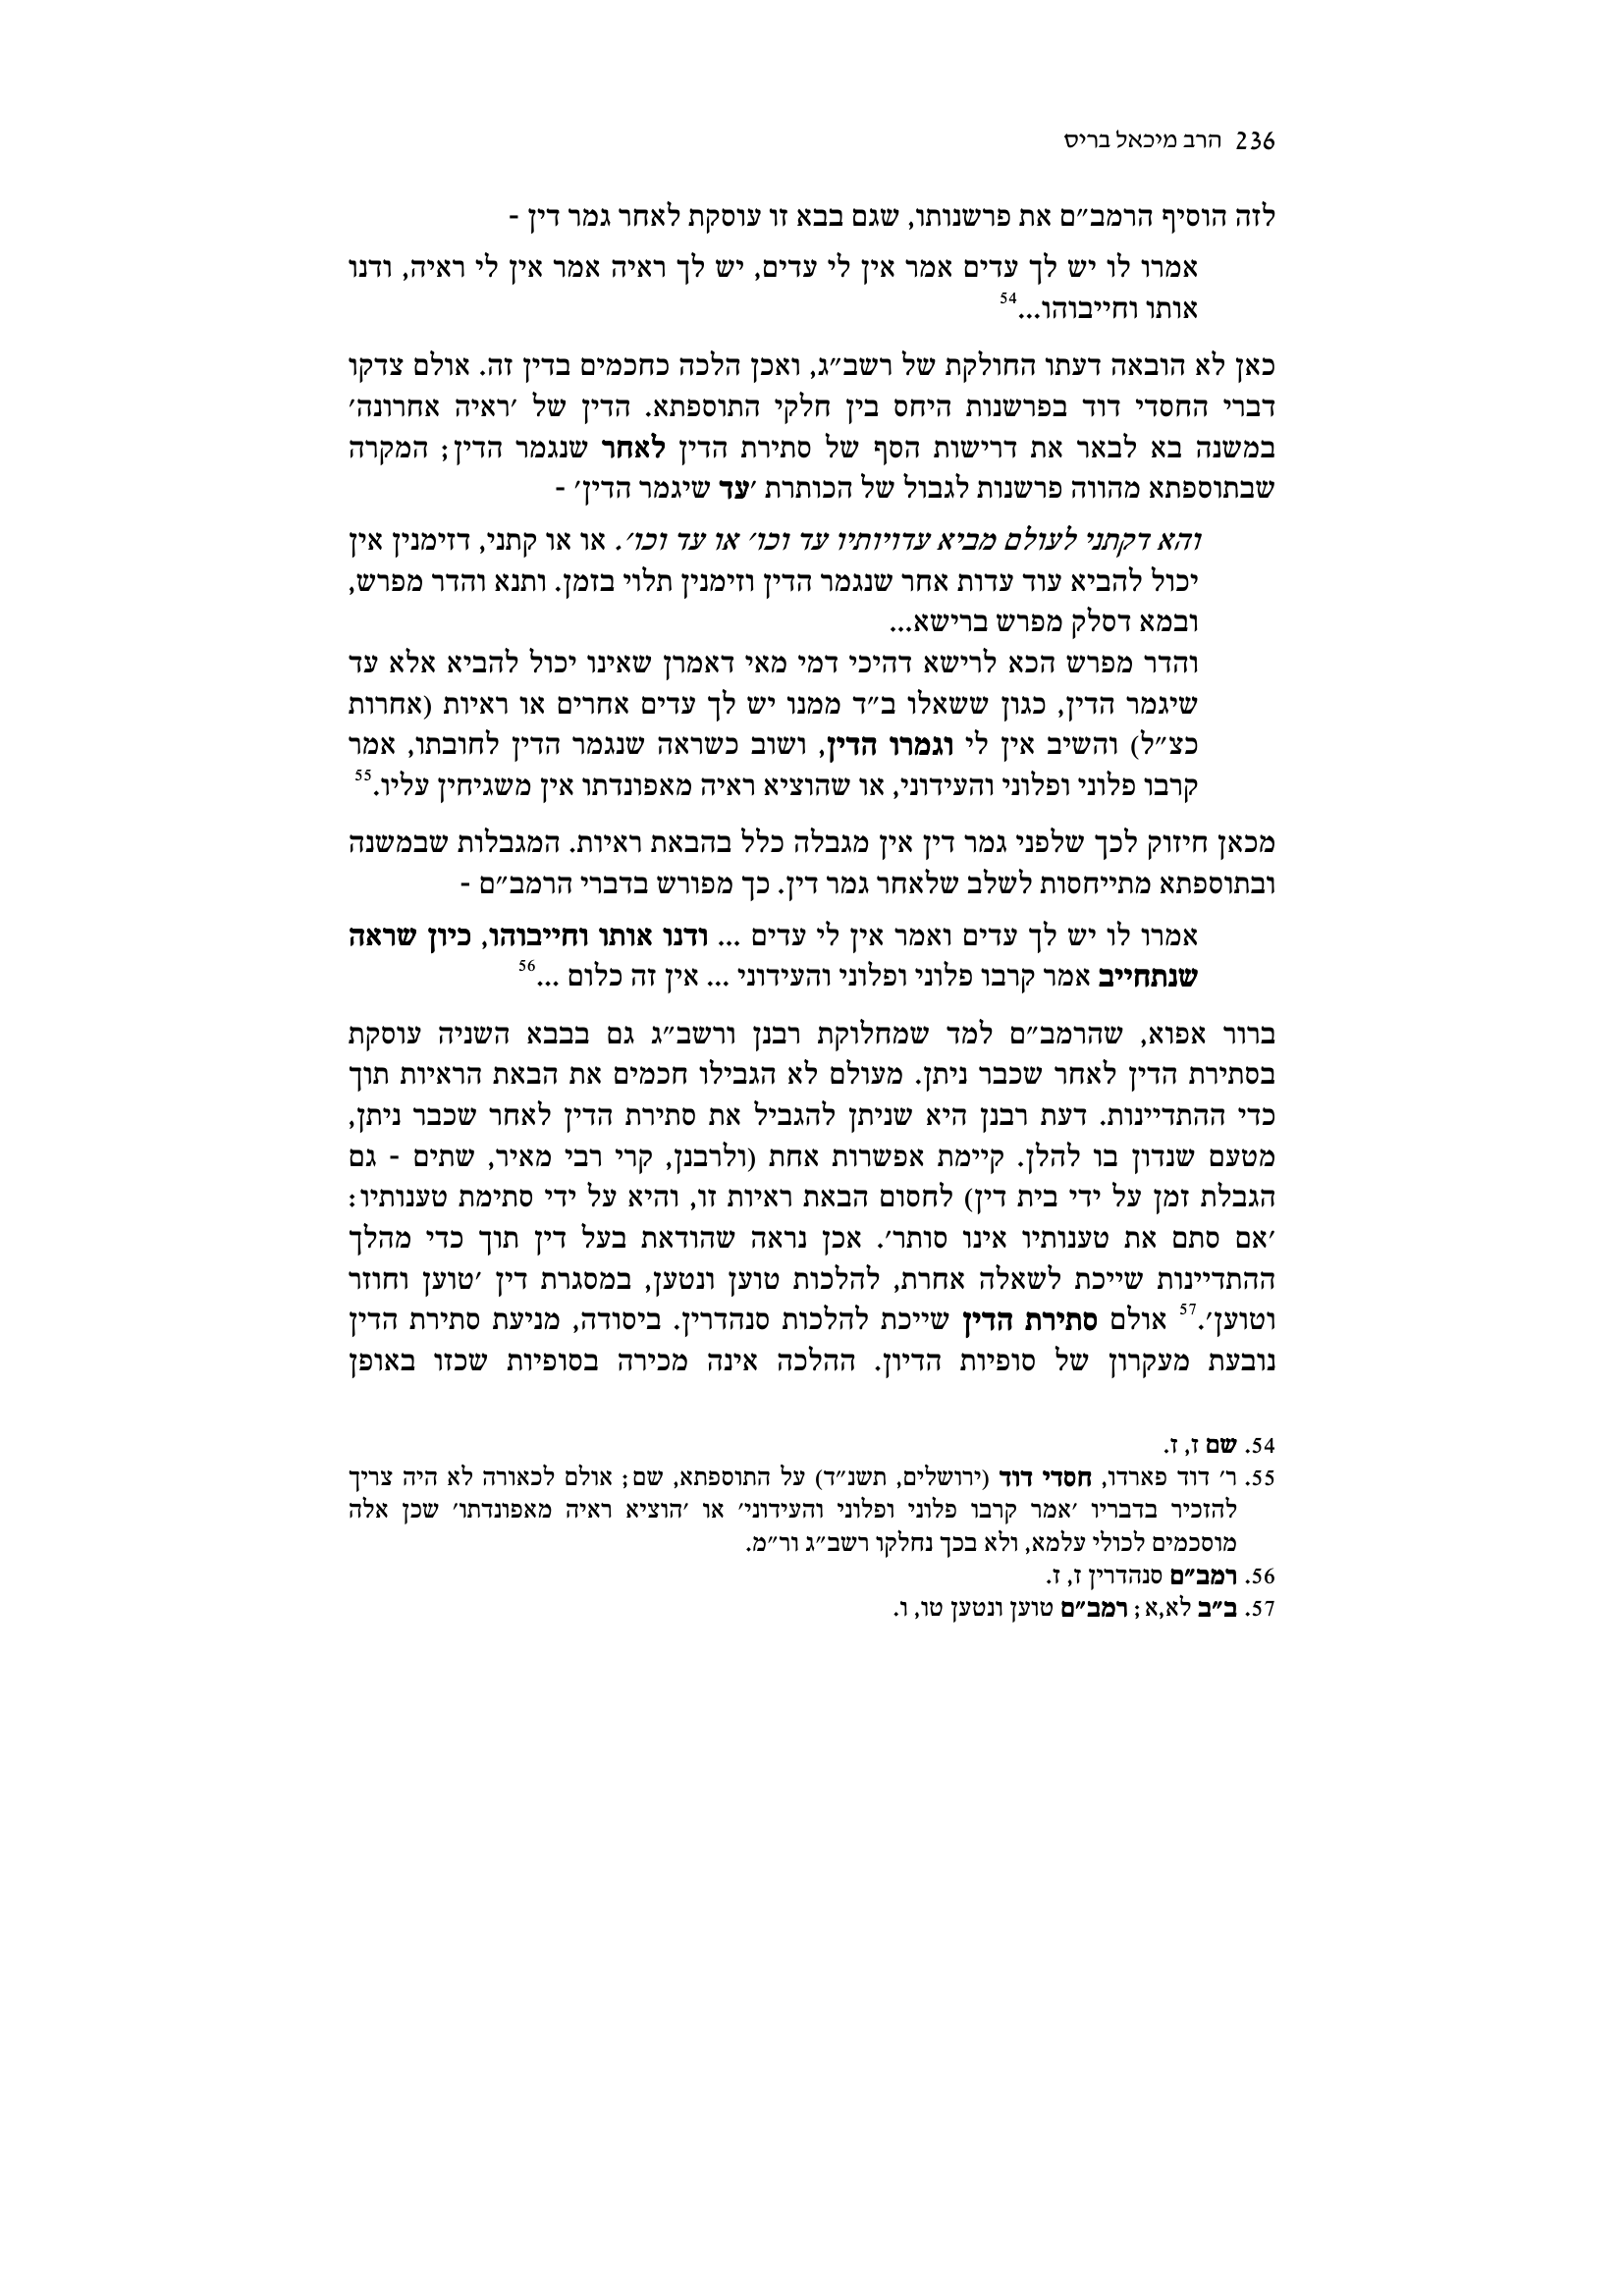 236 הרב מיכאל בריס
לזה הוסיף הרמב״ם את פרשנותו, שגם בבא זו עוסקת לאחר גמר דין -
אמרו לו יש לך עדים אמר אין לי עדים, יש לך ראיה אמר אין לי ראיה, ודנו
אותו וחייבוהו...54
כאן לא הובאה דעתו החולקת של רשב״ג, ואכן הלכה כחכמים בדין זה. אולם צדקו
דברי החסדי דוד בפרשנות היחס בין חלקי התוספתא. הדין של ׳ראיה אחרונה׳
במשנה בא לבאר את דרישות הסף של סתירת הדין לאחר שנגמר הדין; המקרה
שבתוספתא מהווה פרשנות לגבול של הכותרת ׳עד שיגמר הדין׳ -
והא דקתני לעולם מביא עדויותיו עד וכו׳ או עד וכו׳. או או קתני, דזימנין אין
יכול להביא עוד עדות אחר שנגמר הדין וזימנין תלוי בזמן. ותנא והדר מפרש,
ובמא דסלק מפרש ברישא...
והדר מפרש הכא לרישא דהיכי דמי מאי דאמרן שאינו יכול להביא אלא עד
שיגמר הדין, כגון ששאלו ב״ד ממנו יש לך עדים אחרים או ראיות (אחרות
כצ״ל) והשיב אין לי וגמרו הדין, ושוב כשראה שנגמר הדין לחובתו, אמר
קרבו פלוני ופלוני והעידוני, או שהוציא ראיה מאפונדתו אין משגיחין עליו.55
מכאן חיזוק לכך שלפני גמר דין אין מגבלה כלל בהבאת ראיות. המגבלות שבמשנה
ובתוספתא מתייחסות לשלב שלאחר גמר דין. כך מפורש בדברי הרמב״ם -
אמרו לו יש לך עדים ואמר אין לי עדים ... ודנו אותו וחייבוהו, כיון שראה
שנתחייב אמר קרבו פלוני ופלוני והעידוני ... אין זה כלום ...56
ברור אפוא, שהרמב״ם למד שמחלוקת רבנן ורשב״ג גם בבבא השניה עוסקת
בסתירת הדין לאחר שכבר ניתן. מעולם לא הגבילו חכמים את הבאת הראיות תוך
כדי ההתדיינות. דעת רבנן היא שניתן להגביל את סתירת הדין לאחר שכבר ניתן,
מטעם שנדון בו להלן. קיימת אפשרות אחת (ולרבנן, קרי רבי מאיר, שתים - גם
הגבלת זמן על ידי בית דין) לחסום הבאת ראיות זו, והיא על ידי סתימת טענותיו:
׳אם סתם את טענותיו אינו סותר׳. אכן נראה שהודאת בעל דין תוך כדי מהלך
ההתדיינות שייכת לשאלה אחרת, להלכות טוען ונטען, במסגרת דין ׳טוען וחוזר
וטוען׳.57 אולם סתירת הדין שייכת להלכות סנהדרין. ביסודה, מניעת סתירת הדין
נובעת מעקרון של סופיות הדיון. ההלכה אינה מכירה בסופיות שכזו באופן
54. שם ז, ז.
55. ר׳ דוד פארדו, חסדי דוד (ירושלים, תשנ״ד) על התוספתא, שם; אולם לכאורה לא היה צריך
להזכיר בדבריו ׳אמר קרבו פלוני ופלוני והעידוני׳ או ׳הוציא ראיה מאפונדתו׳ שכן אלה
מוסכמים לכולי עלמא, ולא בכך נחלקו רשב״ג ור״מ.
56. רמב״ם סנהדרין ז, ז.
57. ב״ב לא,א; רמב״ם טוען ונטען טו, ו.